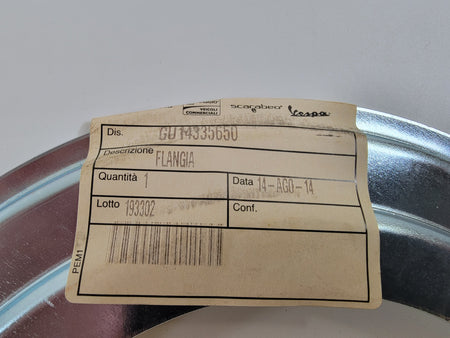 VEICOLI
COMMERCIALI
scarabeo
Vespa
Dis. GU14335650
Descrizione
FLANGIA
Quantità 1 Data 14-AGO-14
Lotto 193302 Conf.
PEM1